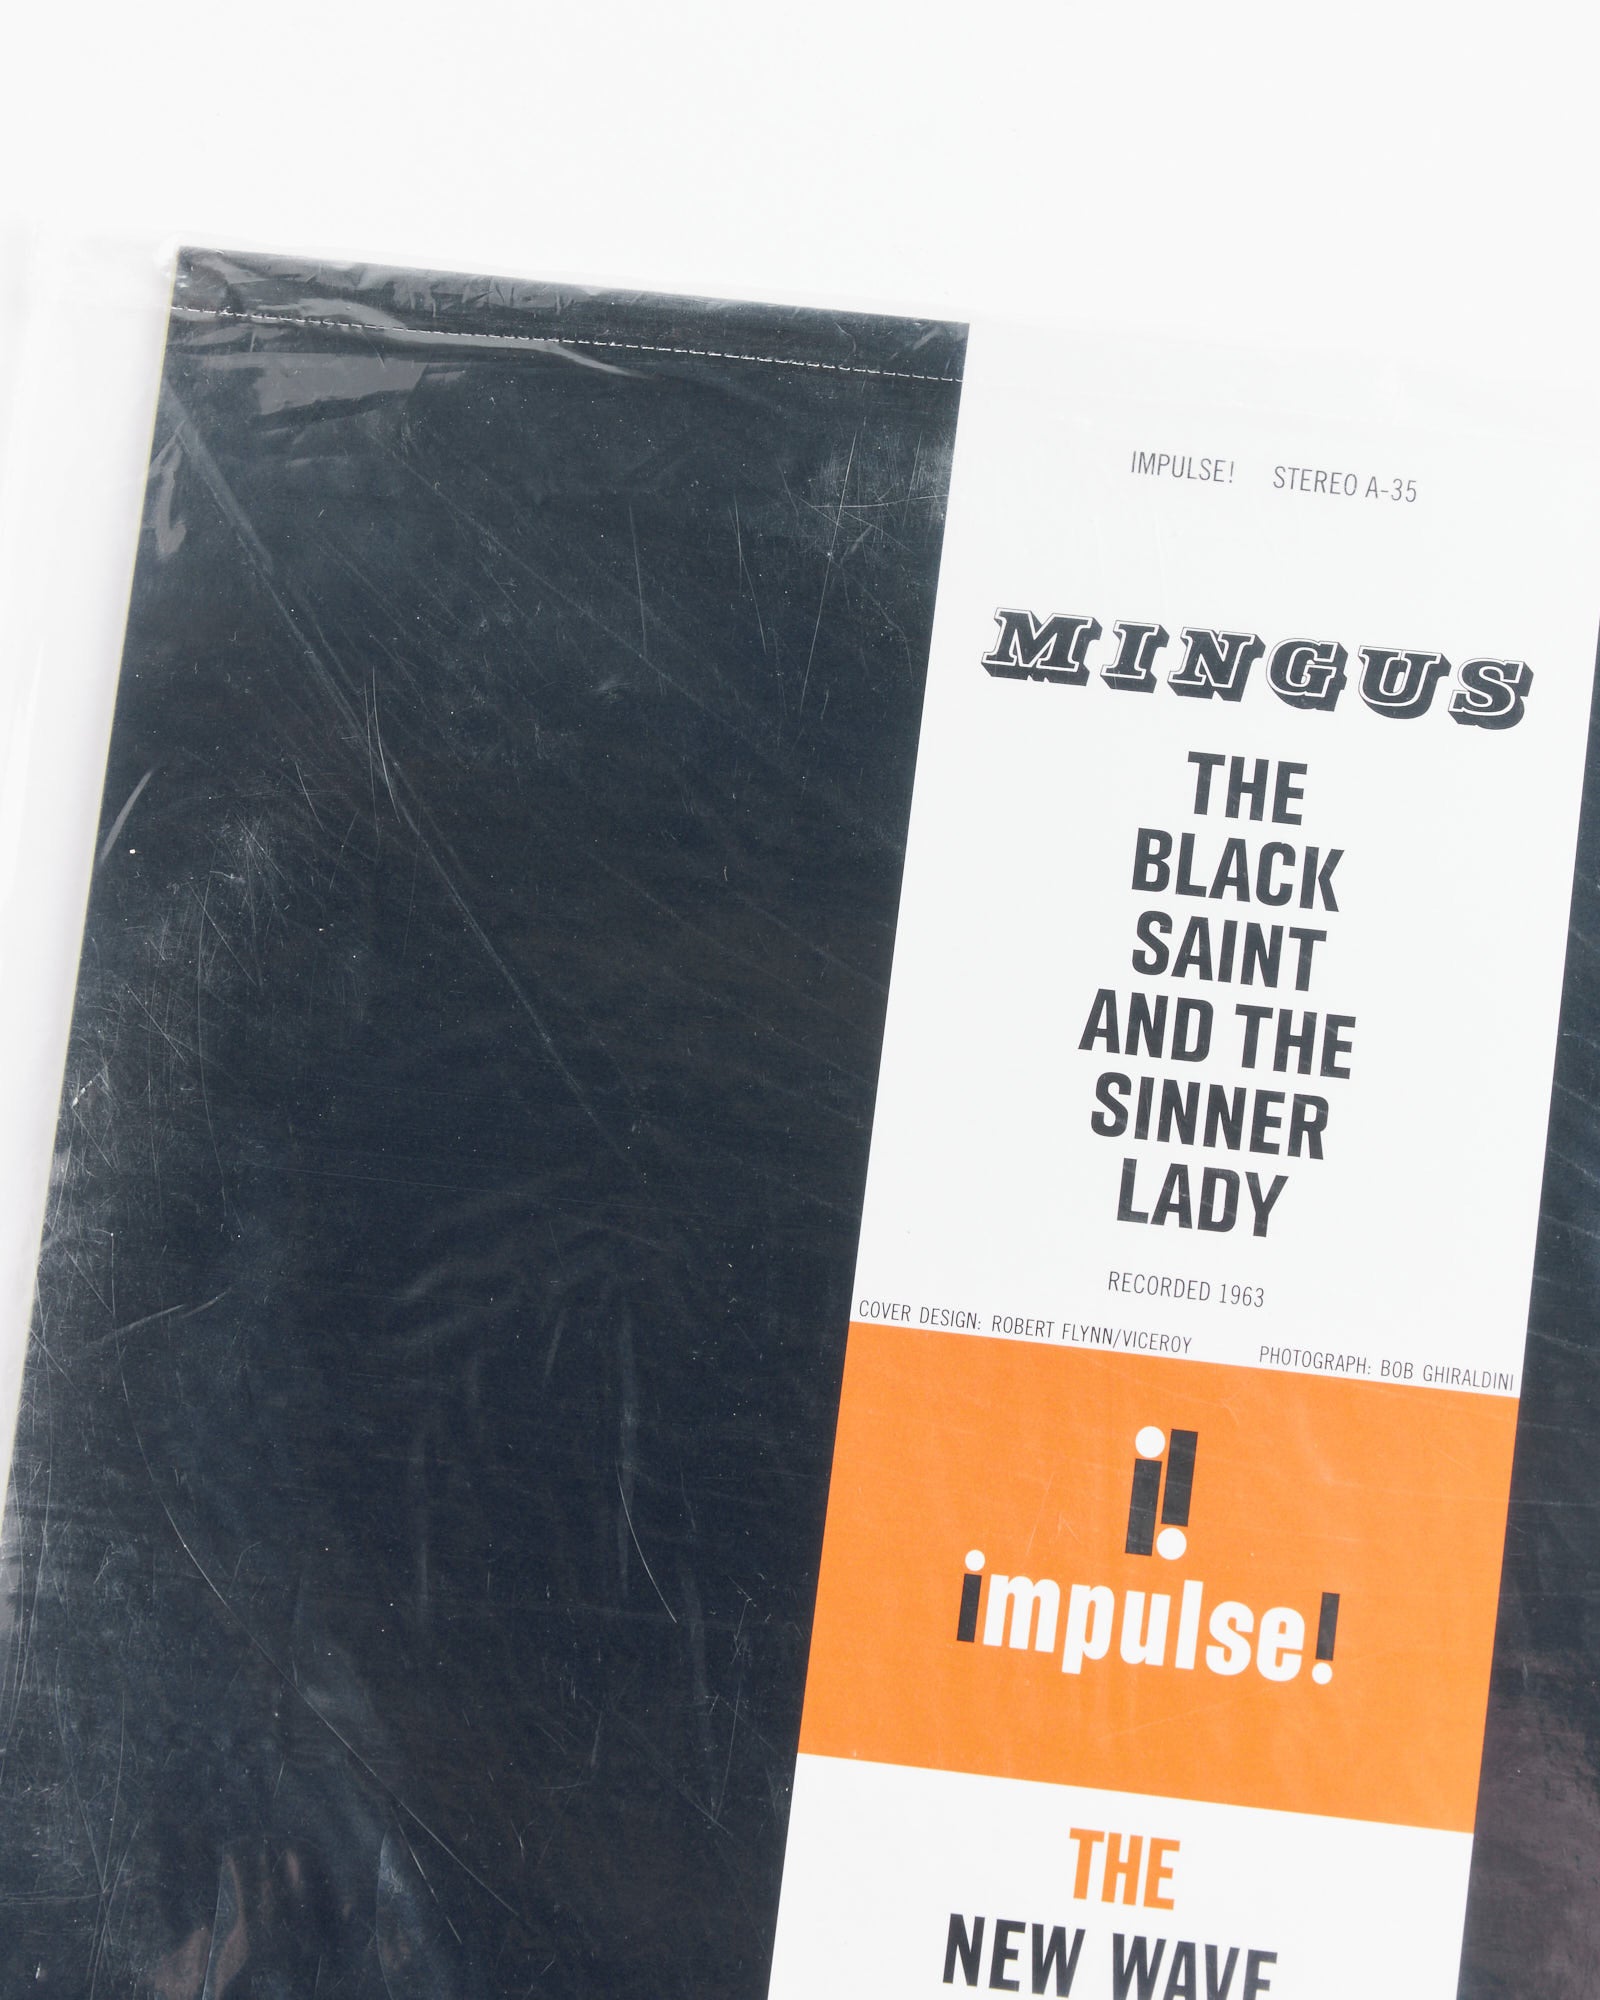 IMPULSE! STEREO A-35
MINGUS
THE
BLACK
SAINT
AND THE
SINNER
LADY
RECORDED 1963
COVER DESIGN: ROBERT FLYNN/VICEROY PHOTOGRAPH: BOB GHIRALDINI
i!
impulse!
THE
NEW WAVE